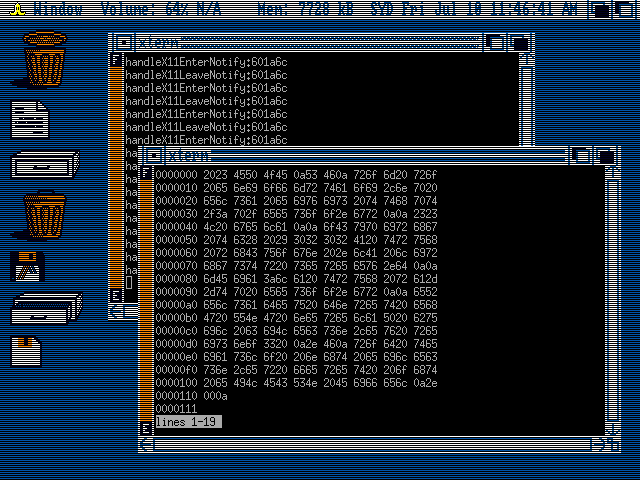 Window Volume: 64% N/A Mem: 7728 kB SYD Fri Jul 10 11:46:41 AM
xterm
handleX11EnterNotify:601a6c
handleX11LeaveNotify:601a6c
handleX11EnterNotify:601a6c
handleX11LeaveNotify:601a6c
handleX11EnterNotify:601a6c
handleX11LeaveNotify:601a6c
handleX11EnterNotify:601a6c
ha
ha
ha
ha
ha
ha
ha
ha
ha
ha
xterm
0000000 2023 4550 4f45 0a53 460a 726f 6d20 726f
0000010 2065 6e69 6f66 6d72 7461 6f69 2c6e 7020
0000020 656c 7361 2065 6976 6973 2074 7468 7074
0000030 2f3a 702f 6565 736f 6f2e 6772 0a0a 2323
0000040 4c20 6765 6c61 0a0a 6f43 7970 6972 6867
0000050 2074 6328 2029 3032 3032 4120 7472 7568
0000060 2072 6843 756f 676e 202e 6c41 206c 6972
0000070 6867 7374 7220 7365 7265 6576 2e64 0a0a
0000080 6d45 6961 3a6c 6120 7472 7568 2072 612d
0000090 2d74 7020 6565 736f 6f2e 6772 0a0a 6552
00000a0 656c 7361 6465 7520 646e 7265 7420 6568
00000b0 4720 554e 4720 6e65 7265 6c61 5020 6275
00000c0 696c 2063 694c 6563 736e 2c65 7620 7265
00000d0 6973 6e6f 3320 0a2e 460a 726f 6420 7465
00000e0 6961 736c 6f20 206e 6874 2065 696c 6563
00000f0 736e 2c65 7220 6665 7265 7420 206f 6874
0000100 2065 494c 4543 534e 2045 6966 656c 0a2e
0000110 000a
0000111
lines 1-19